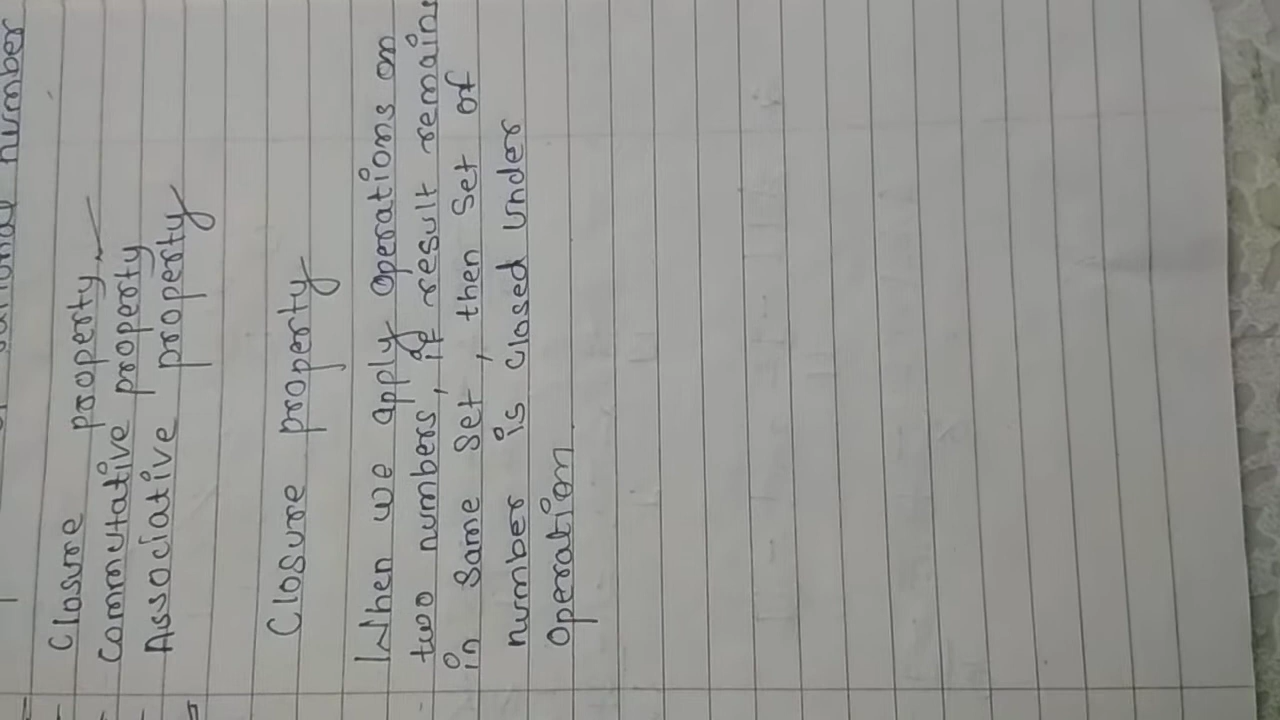 number
Closure property
Commutative property
Associative property
Closure property
When we apply operations on
two numbers, if result remains
in same set, then set of
number is closed under
operation